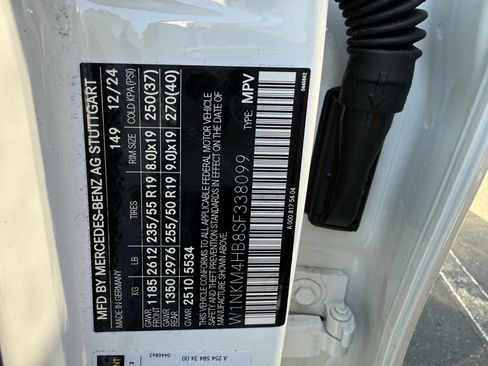 MFD BY MERCEDES-BENZ AG STUTTGART
MADE IN GERMANY 149 12/24
TIRES RIM SIZE COLD KPA (PSI)
KG LB
GAWR FRONT 1185 2612 235/55 R19 8.0Jx19 250(37)
GAWR REAR 1350 2976 255/50 R19 9.0Jx19 270(40)
GVWR 2510 5534
THIS VEHICLE CONFORMS TO ALL APPLICABLE FEDERAL MOTOR VEHICLE
SAFETY THEFT PREVENTION STANDARDS IN EFFECT ON THE DATE OF
MANUFACTURE SHOWN ABOVE.
W1NKM4HB8SF338099 TYPE: MPV
A 000 817 54 04
0440862
A 254 584 34 00
0440862